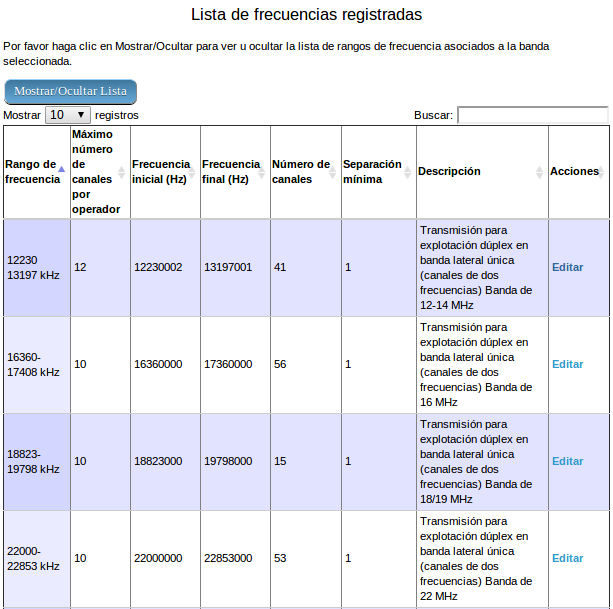 Lista de frecuencias registradas
Por favor haga clic en Mostrar/Ocultar para ver u ocultar la lista de rangos de frecuencia asociados a la banda
seleccionada.
Mostrar/Ocultar Lista
Mostrar 10 registros
Buscar:
Rango de
frecuencia
Máximo
número
de
canales
por
operador
Frecuencia
inicial (Hz)
Frecuencia
final (Hz)
Número de
canales
Separación
mínima
Descripción
Acciones
12230
13197 kHz
12
12230002
13197001
41
1
Transmisión para
explotación dúplex en
banda lateral única
(canales de dos
frecuencias) Banda de
12-14 MHz
Editar
16360-
17408 kHz
10
16360000
17360000
56
1
Transmisión para
explotación dúplex en
banda lateral única
(canales de dos
frecuencias) Banda de
16 MHz
Editar
18823-
19798 kHz
10
18823000
19798000
15
1
Transmisión para
explotación dúplex en
banda lateral única
(canales de dos
frecuencias) Banda de
18/19 MHz
Editar
22000-
22853 kHz
10
22000000
22853000
53
1
Transmisión para
explotación dúplex en
banda lateral única
(canales de dos
frecuencias) Banda de
22 MHz
Editar